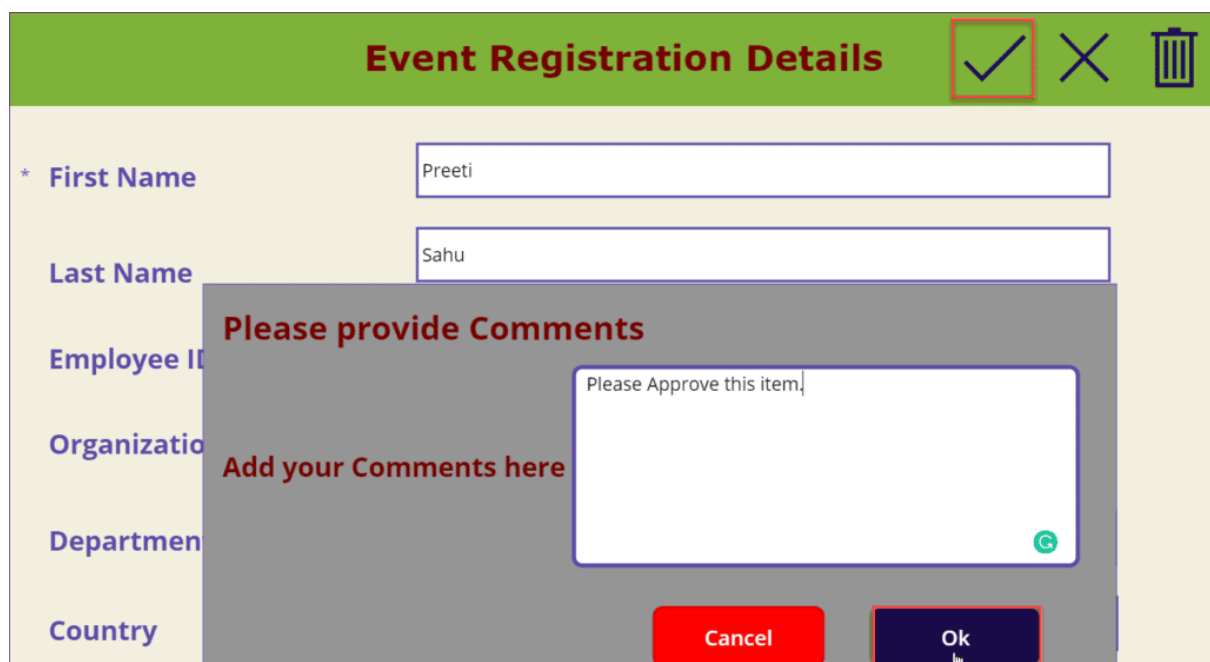 Event Registration Details
* First Name
Preeti
Last Name
Sahu
Please provide Comments
Employee ID
Please Approve this item.
Organizatio
Add your Comments here
Departmen
Country
Cancel
Ok